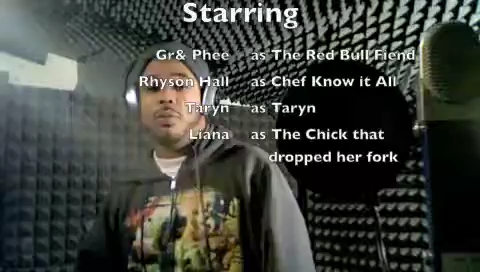 Starring
Gr& Phee as The Red Bull Fiend
Rhyson Hall as Chef Know it All
Taryn as Taryn
Liana as The Chick that
dropped her fork